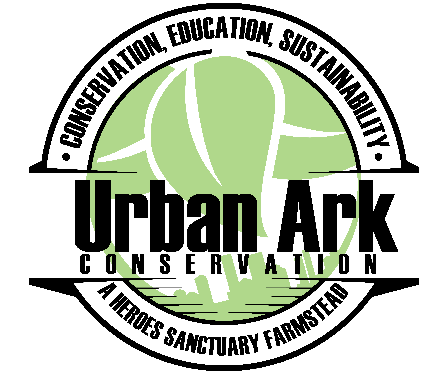 CONSERVATION, EDUCATION, SUSTAINABILITY
Urban Ark
CONSERVATION
A HEROES SANCTUARY FARMSTEAD